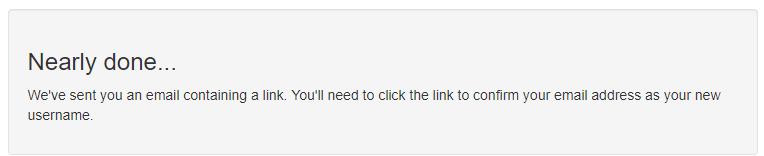 Nearly done...
We've sent you an email containing a link. You'll need to click the link to confirm your email address as your new
username.